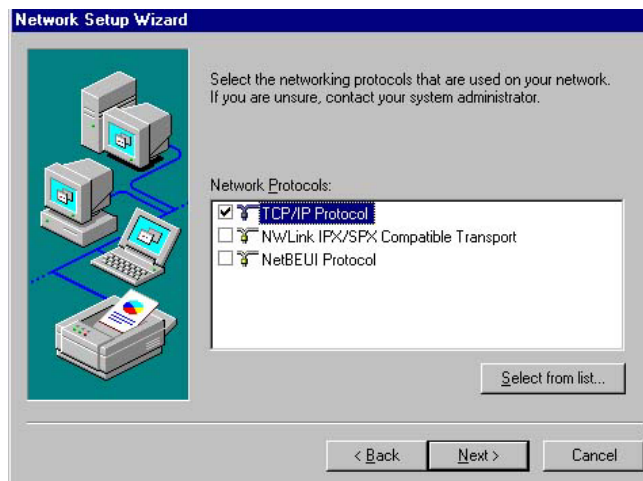 Network Setup Wizard
Select the networking protocols that are used on your network.
If you are unsure, contact your system administrator.
Network Protocols:
TCP/IP Protocol
NWLink IPX/SPX Compatible Transport
NetBEUI Protocol
Select from list...
< Back
Next >
Cancel